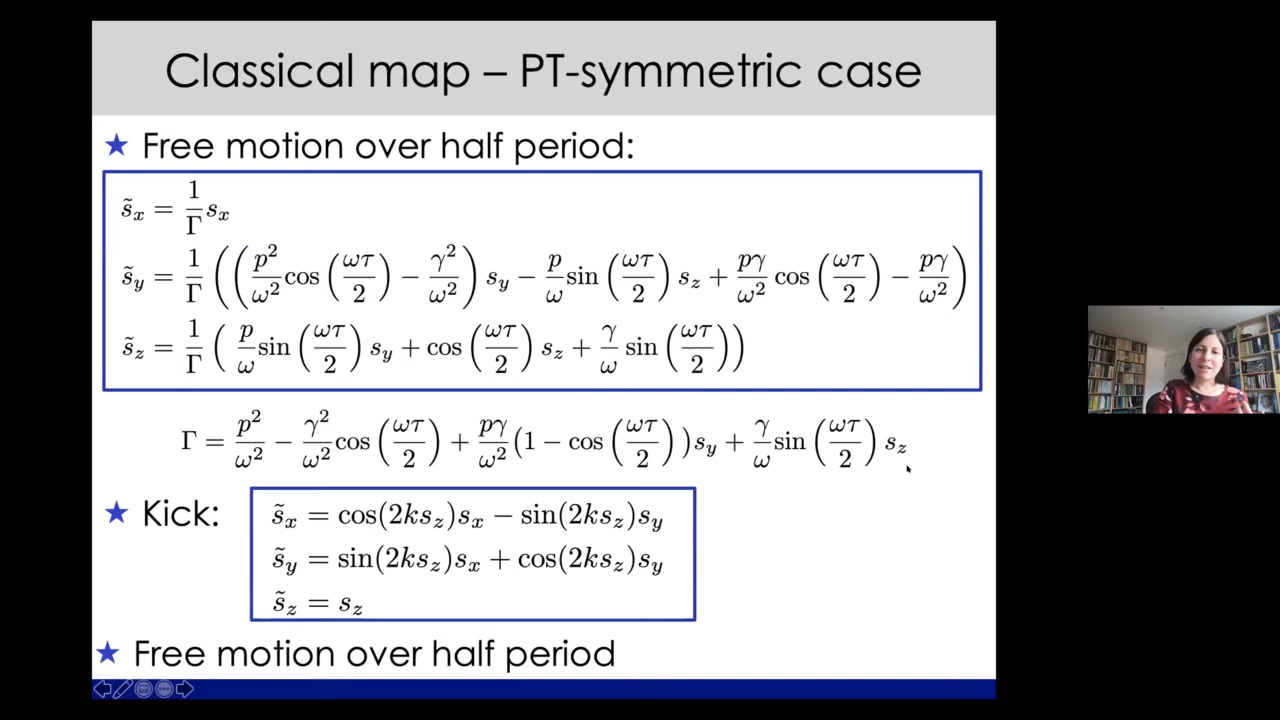 Classical map – PT-symmetric case
★ Free motion over half period:
s̃_x = 1/Γ s_x
s̃_y = 1/Γ ((p²/ω² cos(ωτ/2) − γ²/ω²) s_y − p/ω sin(ωτ/2) s_z + pγ/ω² cos(ωτ/2) − pγ/ω²)
s̃_z = 1/Γ ( p/ω sin(ωτ/2) s_y + cos(ωτ/2) s_z + γ/ω sin(ωτ/2))
Γ = p²/ω² − γ²/ω² cos(ωτ/2) + pγ/ω² (1 − cos(ωτ/2)) s_y + γ/ω sin(ωτ/2) s_z
★ Kick:
s̃_x = cos(2ks_z)s_x − sin(2ks_z)s_y
s̃_y = sin(2ks_z)s_x + cos(2ks_z)s_y
s̃_z = s_z
★ Free motion over half period